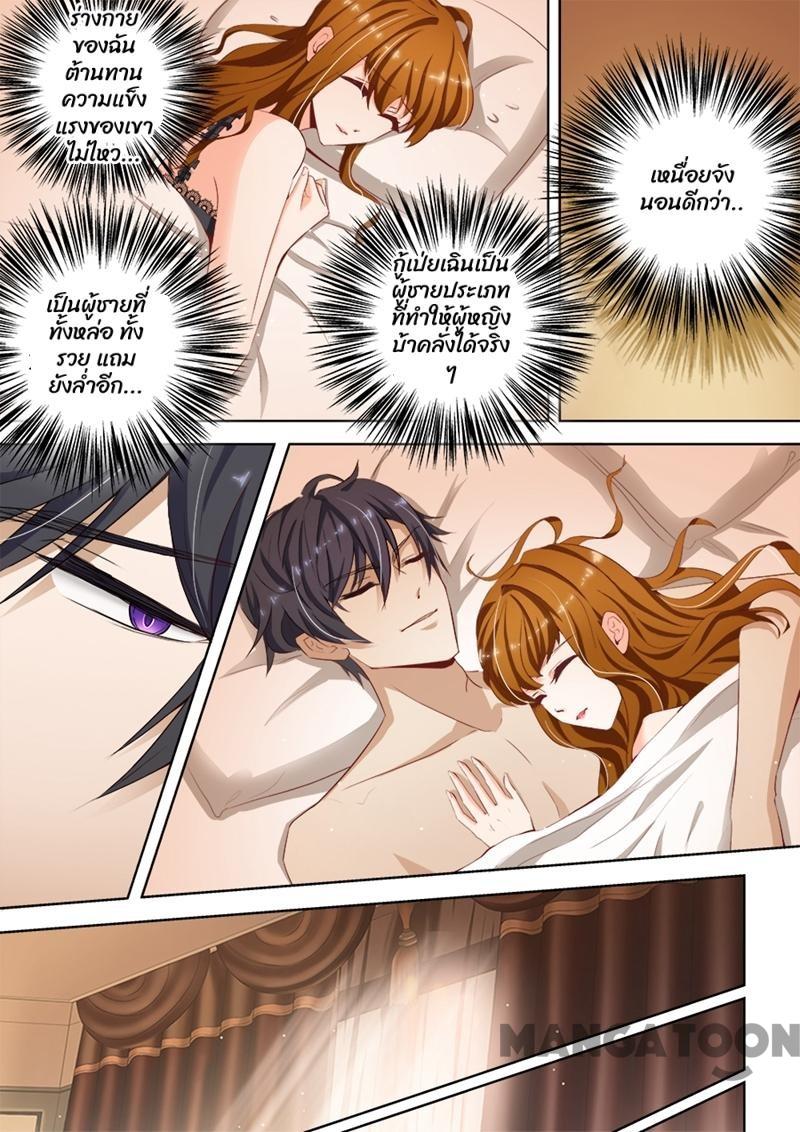 ร่างกาย
ของฉัน
ต้านทาน
ความแข็ง
แรงของเขา
ไม่ไหว...
เป็นผู้ชายที่
ทั้งหล่อ ทั้ง
รวย แถม
ยังล่ำอีก...
กู้เป่ยเฉินเป็น
ผู้ชายประเภท
ที่ทำให้ผู้หญิง
บ้าคลั่งได้จริง
ๆ
เหนื่อยจัง
นอนดีกว่า..
MANGATOON